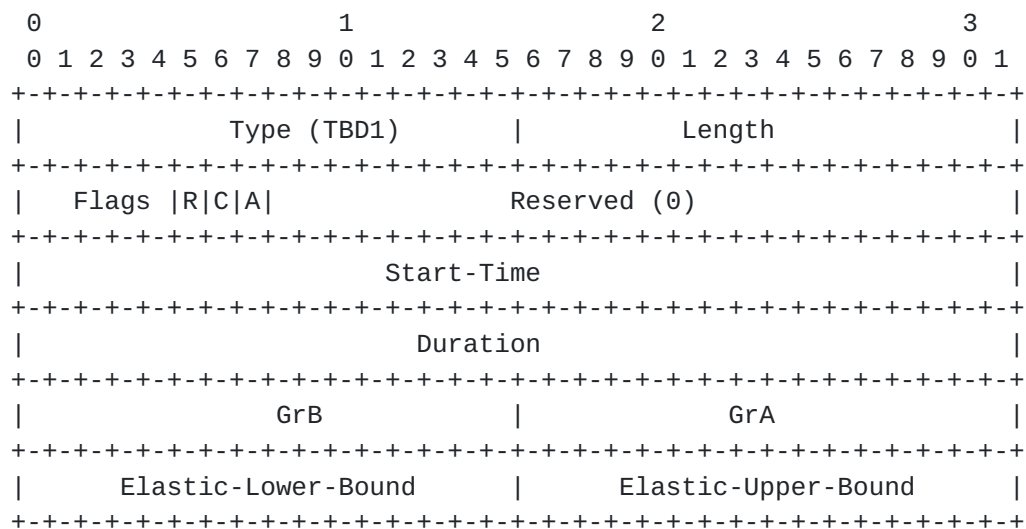 0                   1                   2                   3
 0 1 2 3 4 5 6 7 8 9 0 1 2 3 4 5 6 7 8 9 0 1 2 3 4 5 6 7 8 9 0 1
+-+-+-+-+-+-+-+-+-+-+-+-+-+-+-+-+-+-+-+-+-+-+-+-+-+-+-+-+-+-+-+-+
|             Type (TBD1)       |          Length               |
+-+-+-+-+-+-+-+-+-+-+-+-+-+-+-+-+-+-+-+-+-+-+-+-+-+-+-+-+-+-+-+-+
|   Flags |R|C|A|               Reserved (0)                    |
+-+-+-+-+-+-+-+-+-+-+-+-+-+-+-+-+-+-+-+-+-+-+-+-+-+-+-+-+-+-+-+-+
|                       Start-Time                              |
+-+-+-+-+-+-+-+-+-+-+-+-+-+-+-+-+-+-+-+-+-+-+-+-+-+-+-+-+-+-+-+-+
|                         Duration                              |
+-+-+-+-+-+-+-+-+-+-+-+-+-+-+-+-+-+-+-+-+-+-+-+-+-+-+-+-+-+-+-+-+
|                GrB            |             GrA               |
+-+-+-+-+-+-+-+-+-+-+-+-+-+-+-+-+-+-+-+-+-+-+-+-+-+-+-+-+-+-+-+-+
|      Elastic-Lower-Bound      |      Elastic-Upper-Bound      |
+-+-+-+-+-+-+-+-+-+-+-+-+-+-+-+-+-+-+-+-+-+-+-+-+-+-+-+-+-+-+-+-+